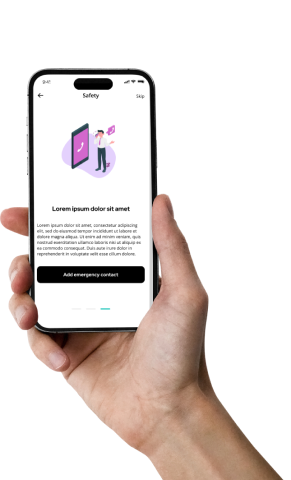 9:41
Safety
Skip
Lorem ipsum dolor sit amet
Lorem ipsum dolor sit amet, consectetur adipiscing
elit, sed do eiusmod tempor incididunt ut labore et
dolore magna aliqua. Ut enim ad minim veniam, quis
nostrud exercitation ullamco laboris nisi ut aliquip ex
ea commodo consequat. Duis aute irure dolor in
reprehenderit in voluptate velit esse cillum dolore.
Add emergency contact